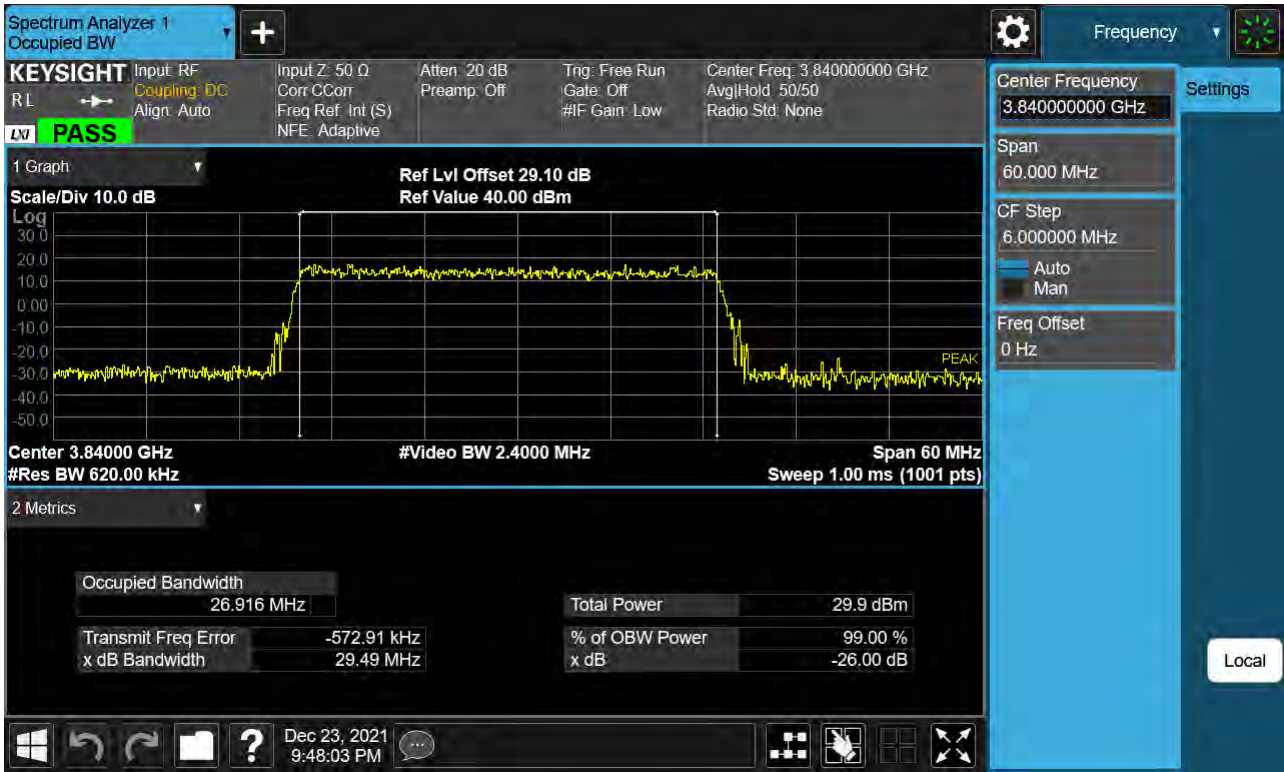 Spectrum Analyzer 1
Occupied BW
Frequency
KEYSIGHT
R L
LXI
PASS
Input: RF
Coupling: DC
Align: Auto
Input Z: 50 Ω
Corr CCorr
Freq Ref: Int (S)
NFE: Adaptive
Atten: 20 dB
Preamp: Off
Trig: Free Run
Gate: Off
#IF Gain: Low
Center Freq: 3.840000000 GHz
Avg|Hold: 50/50
Radio Std: None
1 Graph
Scale/Div 10.0 dB
Ref Lvl Offset 29.10 dB
Ref Value 40.00 dBm
Log
30.0
20.0
10.0
0.00
-10.0
-20.0
-30.0
-40.0
-50.0
PEAK
Center 3.84000 GHz
#Video BW 2.4000 MHz
Span 60 MHz
#Res BW 620.00 kHz
Sweep 1.00 ms (1001 pts)
2 Metrics
Occupied Bandwidth
26.916 MHz
Total Power 29.9 dBm
Transmit Freq Error -572.91 kHz
% of OBW Power 99.00 %
x dB Bandwidth 29.49 MHz
x dB -26.00 dB
Center Frequency
3.840000000 GHz
Span
60.000 MHz
CF Step
6.000000 MHz
Auto
Man
Freq Offset
0 Hz
Settings
Local
?
Dec 23, 2021
9:48:03 PM